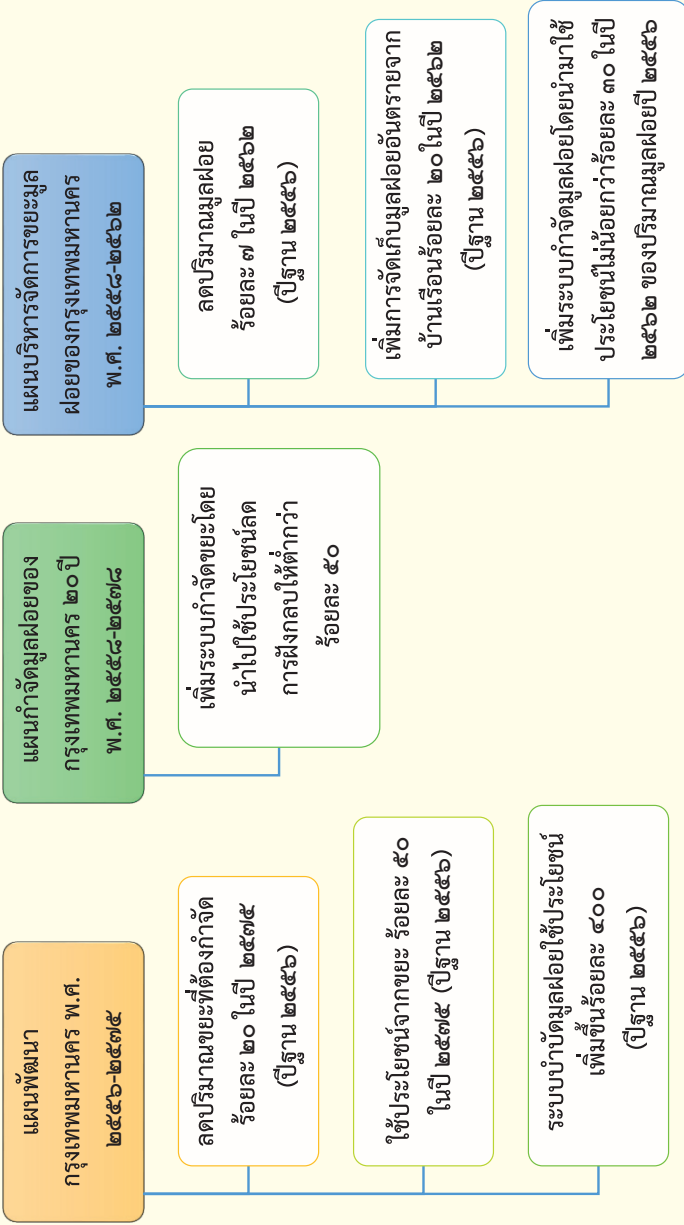 แผนพัฒนา
กรุงเทพมหานคร พ.ศ.
๒๕๕๖-๒๕๗๕
ลดปริมาณขยะที่ต้องกำจัด
ร้อยละ ๒๐ ในปี ๒๕๗๕
(ปีฐาน ๒๕๕๖)
ใช้ประโยชน์จากขยะ ร้อยละ ๕๐
ในปี ๒๕๗๕ (ปีฐาน ๒๕๕๖)
ระบบบำบัดมูลฝอยใช้ประโยชน์
เพิ่มขึ้นร้อยละ ๔๐๐
(ปีฐาน ๒๕๕๖)
แผนกำจัดมูลฝอยของ
กรุงเทพมหานคร ๒๐ปี
พ.ศ. ๒๕๕๘-๒๕๗๘
เพิ่มระบบกำจัดขยะโดย
นำไปใช้ประโยชน์ลด
การฝังกลบให้ต่ำกว่า
ร้อยละ ๕๐
แผนบริหารจัดการขยะมูล
ฝอยของกรุงเทพมหานคร
พ.ศ. ๒๕๕๘-๒๕๖๒
ลดปริมาณมูลฝอย
ร้อยละ ๗ ในปี ๒๕๖๒
(ปีฐาน ๒๕๕๖)
เพิ่มการจัดเก็บมูลฝอยอันตรายจาก
บ้านเรือนร้อยละ ๒๐ในปี ๒๕๖๒
(ปีฐาน ๒๕๕๖)
เพิ่มระบบกำจัดมูลฝอยโดยนำมาใช้
ประโยชน์ไม่น้อยกว่าร้อยละ ๓๐ ในปี
๒๕๖๒ ของปริมาณมูลฝอยปี ๒๕๕๖